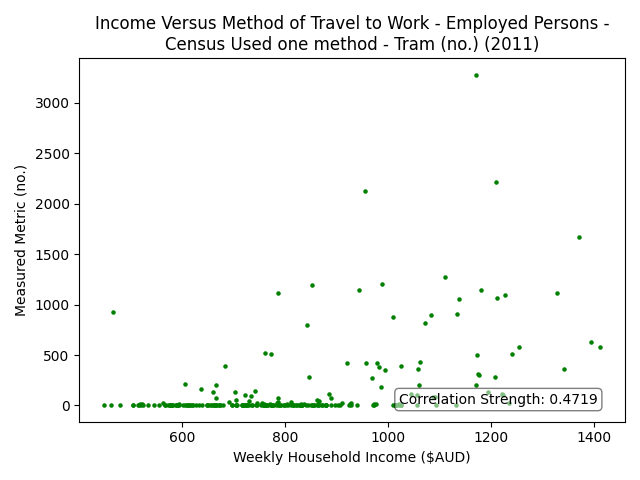 Income Versus Method of Travel to Work - Employed Persons -
Census Used one method - Tram (no.) (2011)
Measured Metric (no.)
3000
2500
2000
1500
1000
500
0
Correlation Strength: 0.4719
600 800 1000 1200 1400
Weekly Household Income ($AUD)